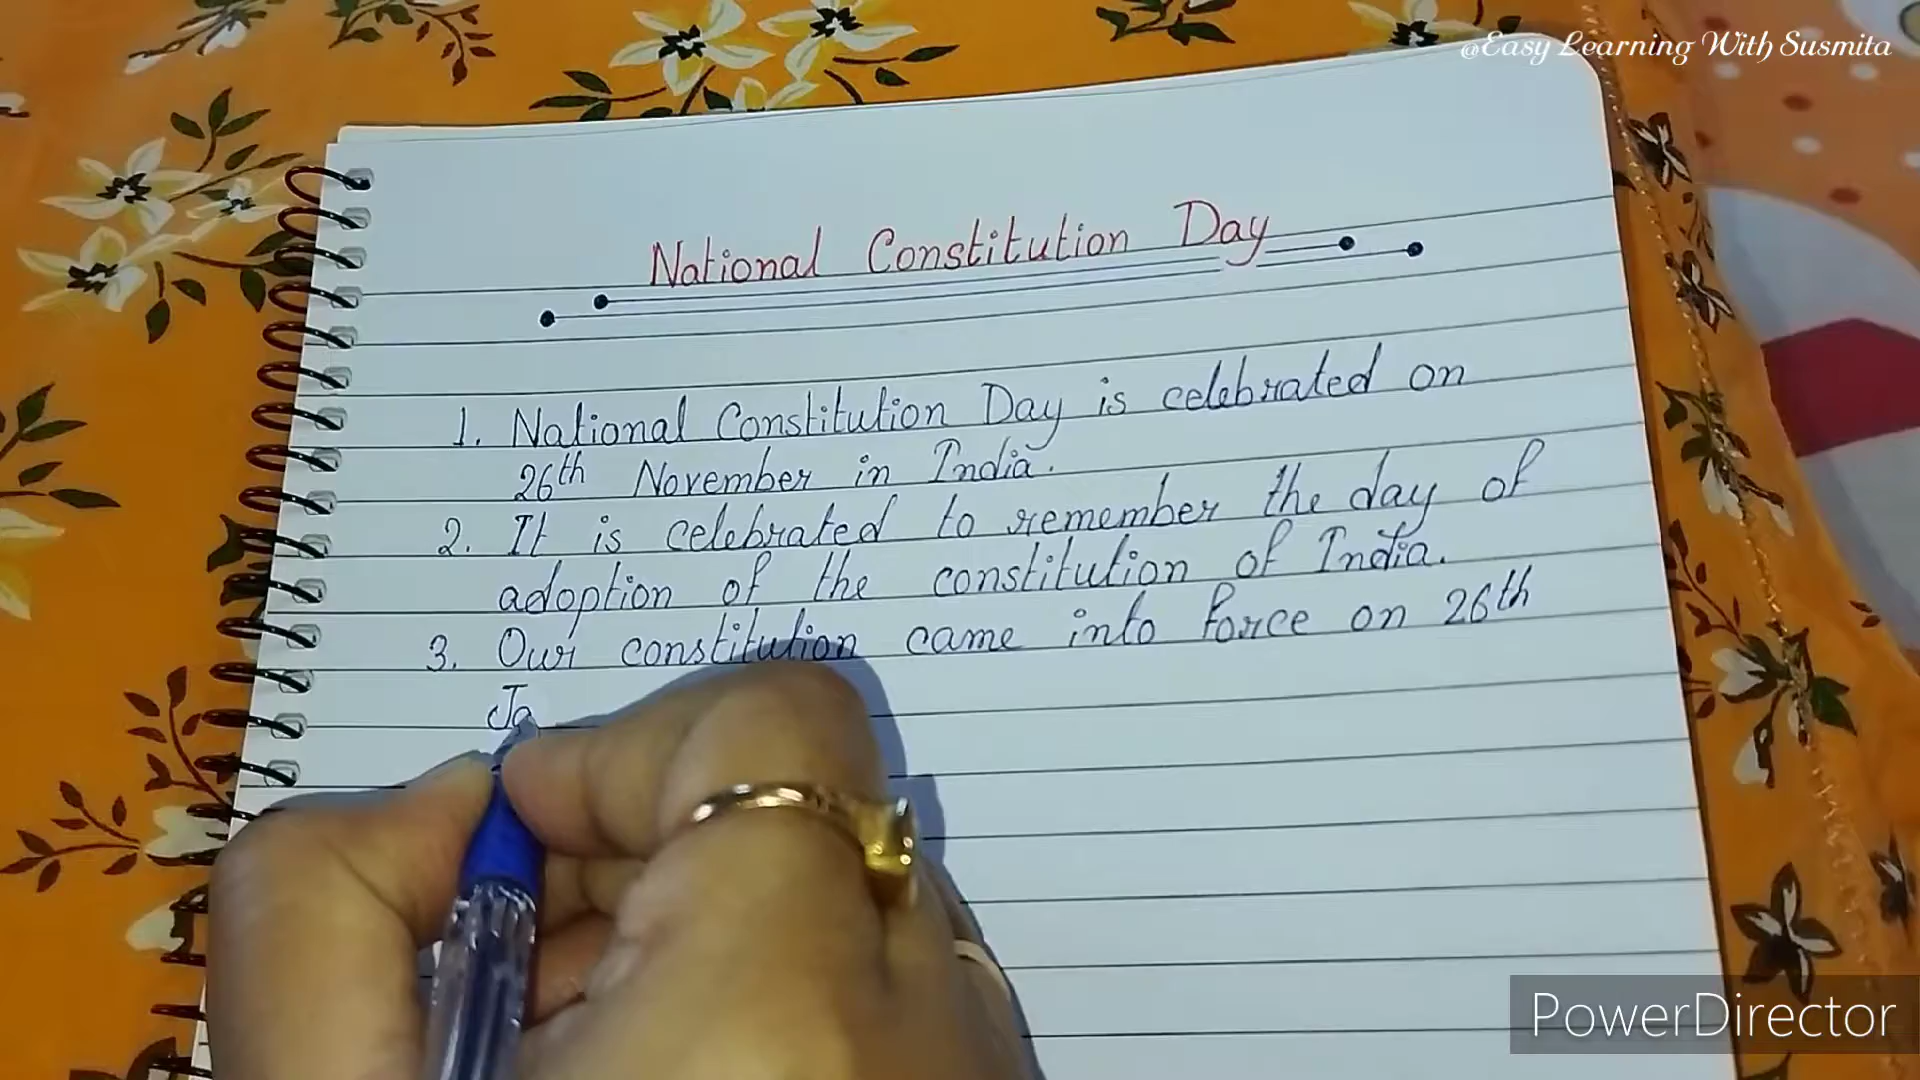 @Easy Learning With Susmita
National Constitution Day
1. National Constitution Day is celebrated on
26th November in India.
2. It is celebrated to remember the day of
adoption of the constitution of India.
3. Our constitution came into force on 26th
Ja
PowerDirector